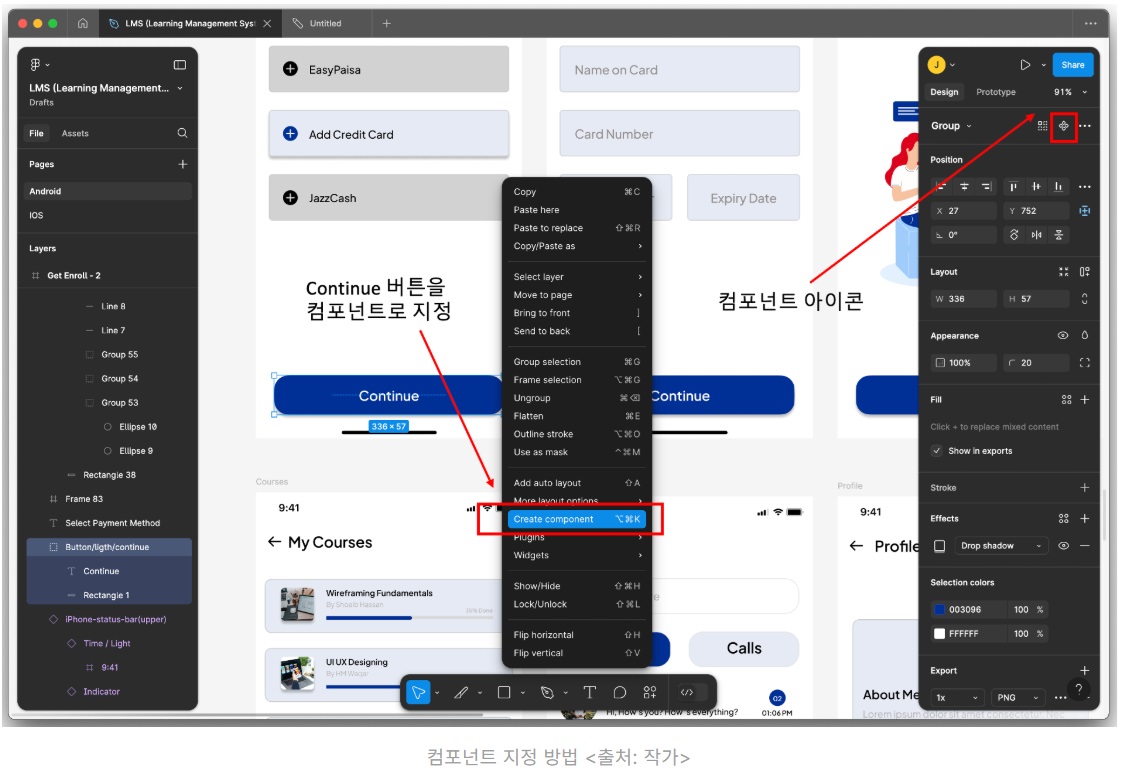 LMS (Learning Management Syst
Untitled
LMS (Learning Management...
Drafts
File
Assets
Pages
Android
IOS
Layers
Get Enroll - 2
Line 8
Line 7
Group 55
Group 54
Group 53
Ellipse 10
Ellipse 9
Rectangle 38
Frame 83
Select Payment Method
Button/ligth/continue
Continue
Rectangle 1
iPhone-status-bar(upper)
Time / Light
9:41
Indicator
EasyPaisa
Add Credit Card
JazzCash
Name on Card
Card Number
Expiry Date
Continue 버튼을
컴포넌트로 지정
컴포넌트 아이콘
Continue
336 × 57
Continue
Copy ⌘C
Paste here
Paste to replace ⇧⌘R
Copy/Paste as
Select layer
Move to page
Bring to front ]
Send to back [
Group selection ⌘G
Frame selection ⌥⌘G
Ungroup ⌘⌫
Flatten ⌘E
Outline stroke ⌥⌘O
Use as mask ^⌘M
Add auto layout ⇧A
More layout options
Create component ⌥⌘K
Plugins
Widgets
Show/Hide ⇧⌘H
Lock/Unlock ⇧⌘L
Flip horizontal ⇧H
Flip vertical ⇧V
Courses
9:41
My Courses
Wireframing Fundamentals
By Shoaib Hassan
UI UX Designing
By HM Waqar
Calls
Hi, How's you? How's everything?
02
01:06 PM
Profile
9:41
Profile
About Me
Lorem ipsum dolor sit amet consectetur. Nunc
J
Share
Design
Prototype
91%
Group
Position
X 27
Y 752
0°
Layout
W 336
H 57
Appearance
100%
20
Fill
Click + to replace mixed content
Show in exports
Stroke
Effects
Drop shadow
Selection colors
003096 100 %
FFFFFF 100 %
Export
1x
PNG
?
컴포넌트 지정 방법 <출처: 작가>